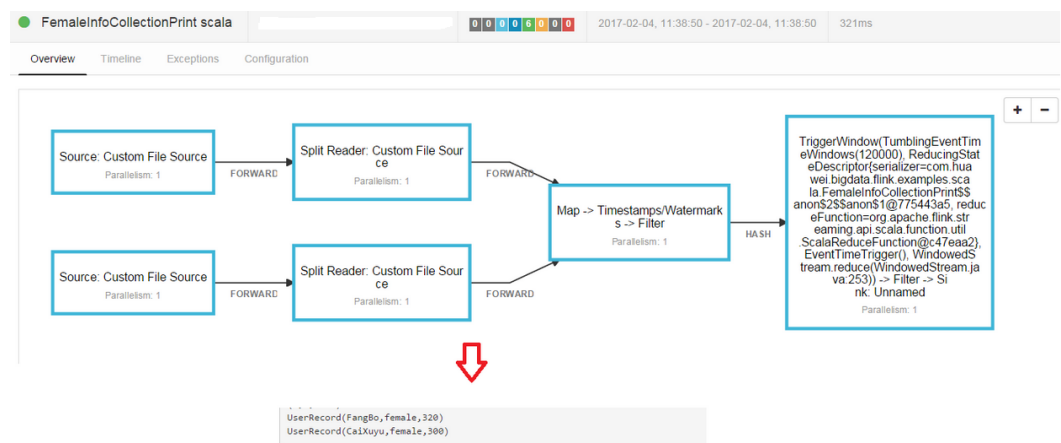 FemaleInfoCollectionPrint scala
0 0 0 0 6 0 0 0
2017-02-04, 11:38:50 - 2017-02-04, 11:38:50
321ms
Overview
Timeline
Exceptions
Configuration
+ −
Source: Custom File Source
Parallelism: 1
FORWARD
Split Reader: Custom File Sour
ce
Parallelism: 1
FORWARD
Source: Custom File Source
Parallelism: 1
FORWARD
Split Reader: Custom File Sour
ce
Parallelism: 1
FORWARD
Map -> Timestamps/Watermark
s -> Filter
Parallelism: 1
HASH
TriggerWindow(TumblingEventTim
eWindows(120000), ReducingStat
eDescriptor{serializer=com.hua
wei.bigdata.flink.examples.sca
la.FemaleInfoCollectionPrint$$
anon$2$$anon$1@775443a5, reduc
eFunction=org.apache.flink.str
eaming.api.scala.function.util
.ScalaReduceFunction@c47eaa2},
EventTimeTrigger(), WindowedS
tream.reduce(WindowedStream.ja
va:253)) -> Filter -> Si
nk: Unnamed
Parallelism: 1
UserRecord(FangBo,female,320)
UserRecord(CaiXuyu,female,300)